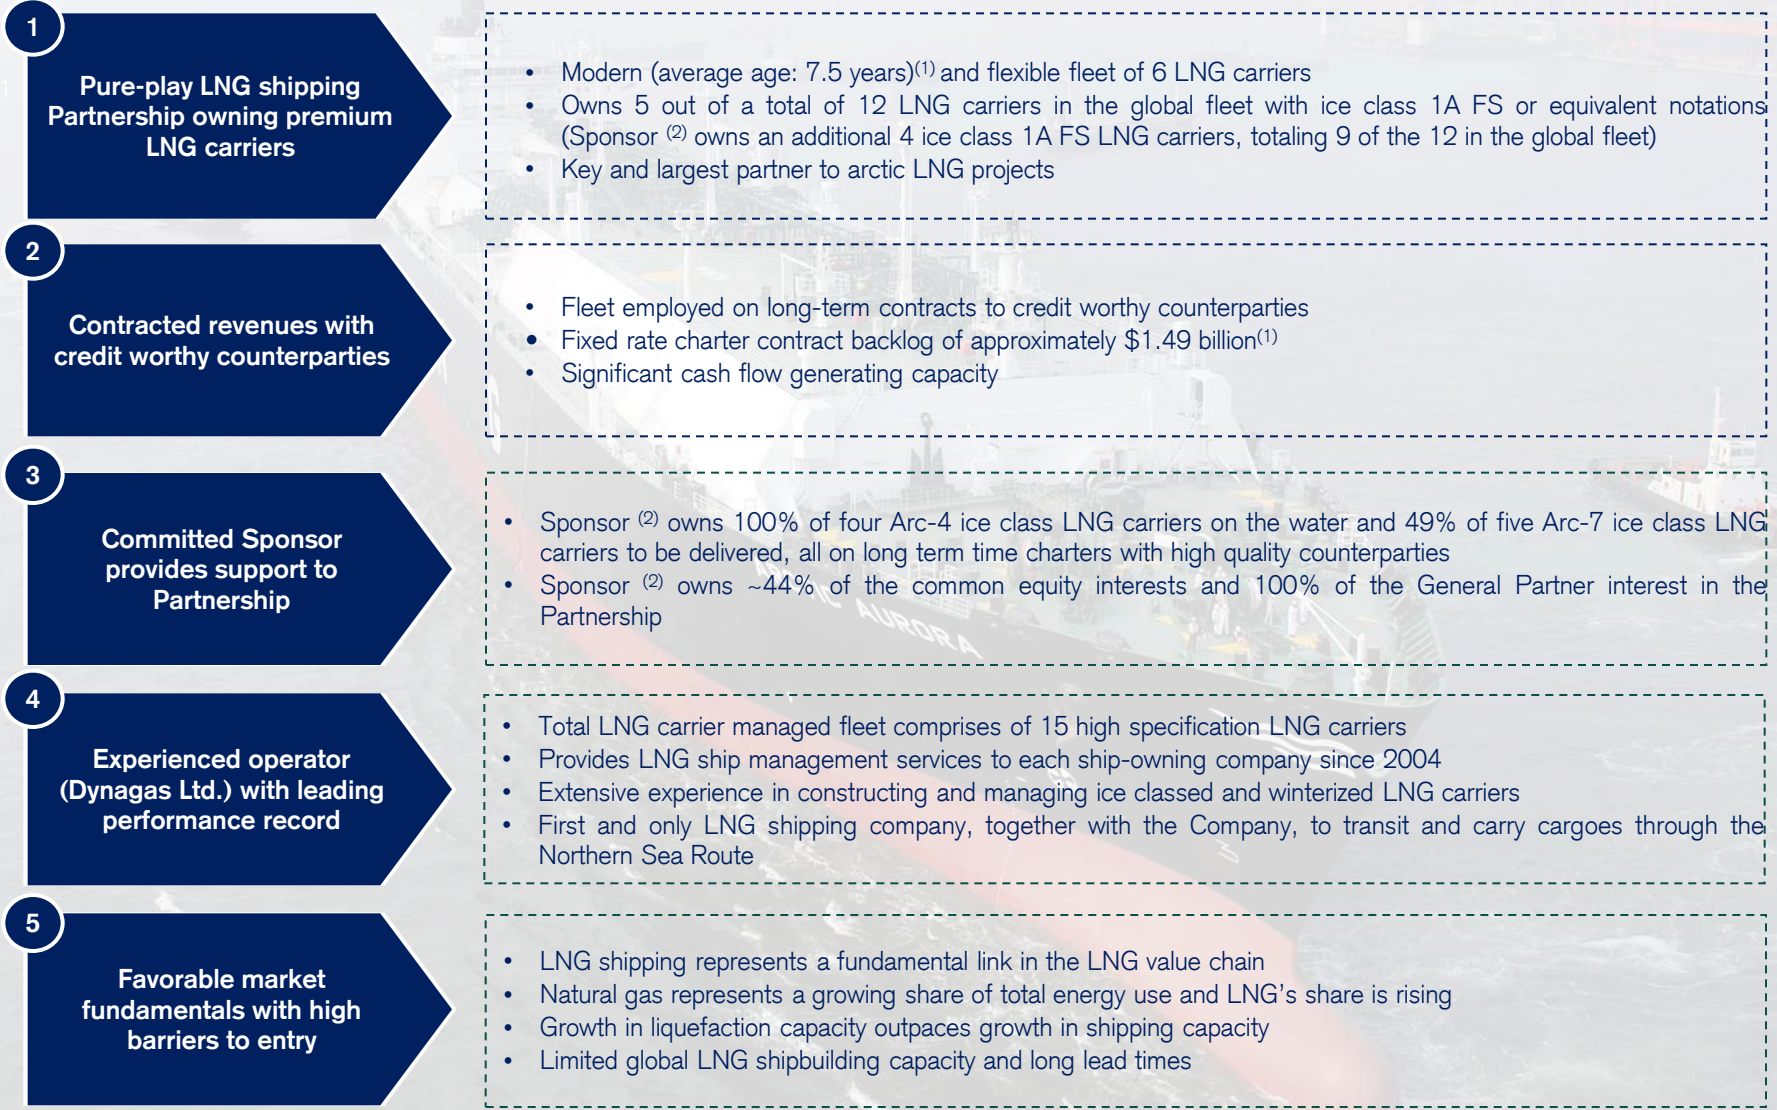 1
Pure-play LNG shipping
Partnership owning premium
LNG carriers
• Modern (average age: 7.5 years)(1) and flexible fleet of 6 LNG carriers
• Owns 5 out of a total of 12 LNG carriers in the global fleet with ice class 1A FS or equivalent notations
(Sponsor (2) owns an additional 4 ice class 1A FS LNG carriers, totaling 9 of the 12 in the global fleet)
• Key and largest partner to arctic LNG projects
2
Contracted revenues with
credit worthy counterparties
• Fleet employed on long-term contracts to credit worthy counterparties
• Fixed rate charter contract backlog of approximately $1.49 billion(1)
• Significant cash flow generating capacity
3
Committed Sponsor
provides support to
Partnership
• Sponsor (2) owns 100% of four Arc-4 ice class LNG carriers on the water and 49% of five Arc-7 ice class LNG
carriers to be delivered, all on long term time charters with high quality counterparties
• Sponsor (2) owns ~44% of the common equity interests and 100% of the General Partner interest in the
Partnership
AURORA
4
Experienced operator
(Dynagas Ltd.) with leading
performance record
• Total LNG carrier managed fleet comprises of 15 high specification LNG carriers
• Provides LNG ship management services to each ship-owning company since 2004
• Extensive experience in constructing and managing ice classed and winterized LNG carriers
• First and only LNG shipping company, together with the Company, to transit and carry cargoes through the
Northern Sea Route
5
Favorable market
fundamentals with high
barriers to entry
• LNG shipping represents a fundamental link in the LNG value chain
• Natural gas represents a growing share of total energy use and LNG's share is rising
• Growth in liquefaction capacity outpaces growth in shipping capacity
• Limited global LNG shipbuilding capacity and long lead times